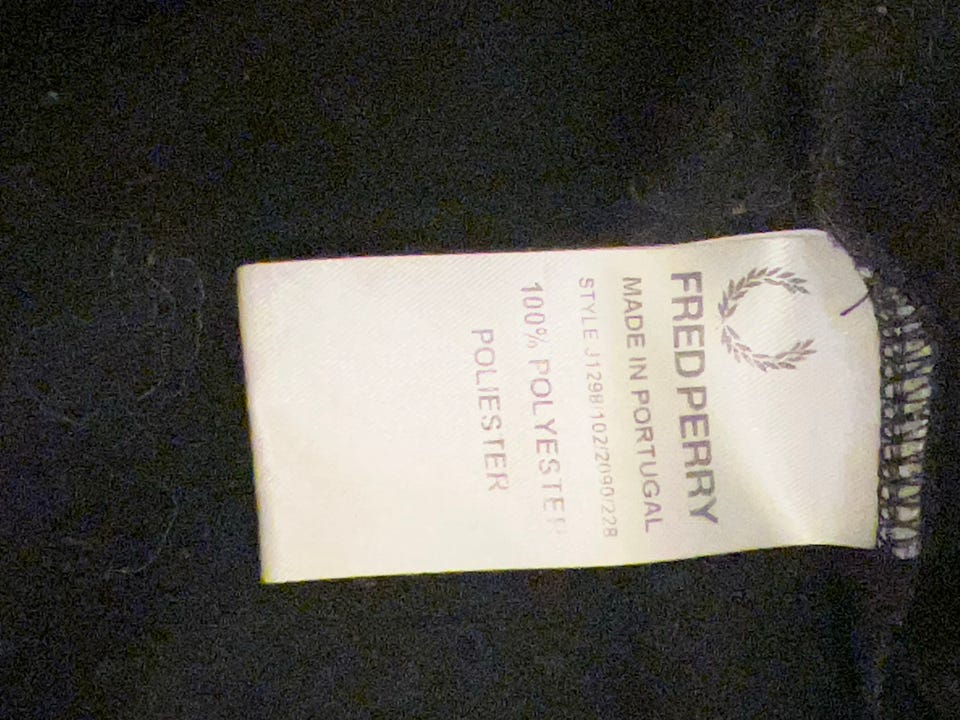 FRED PERRY
MADE IN PORTUGAL
STYLE J1298/102/2090/228
100% POLYESTER
POLIESTER